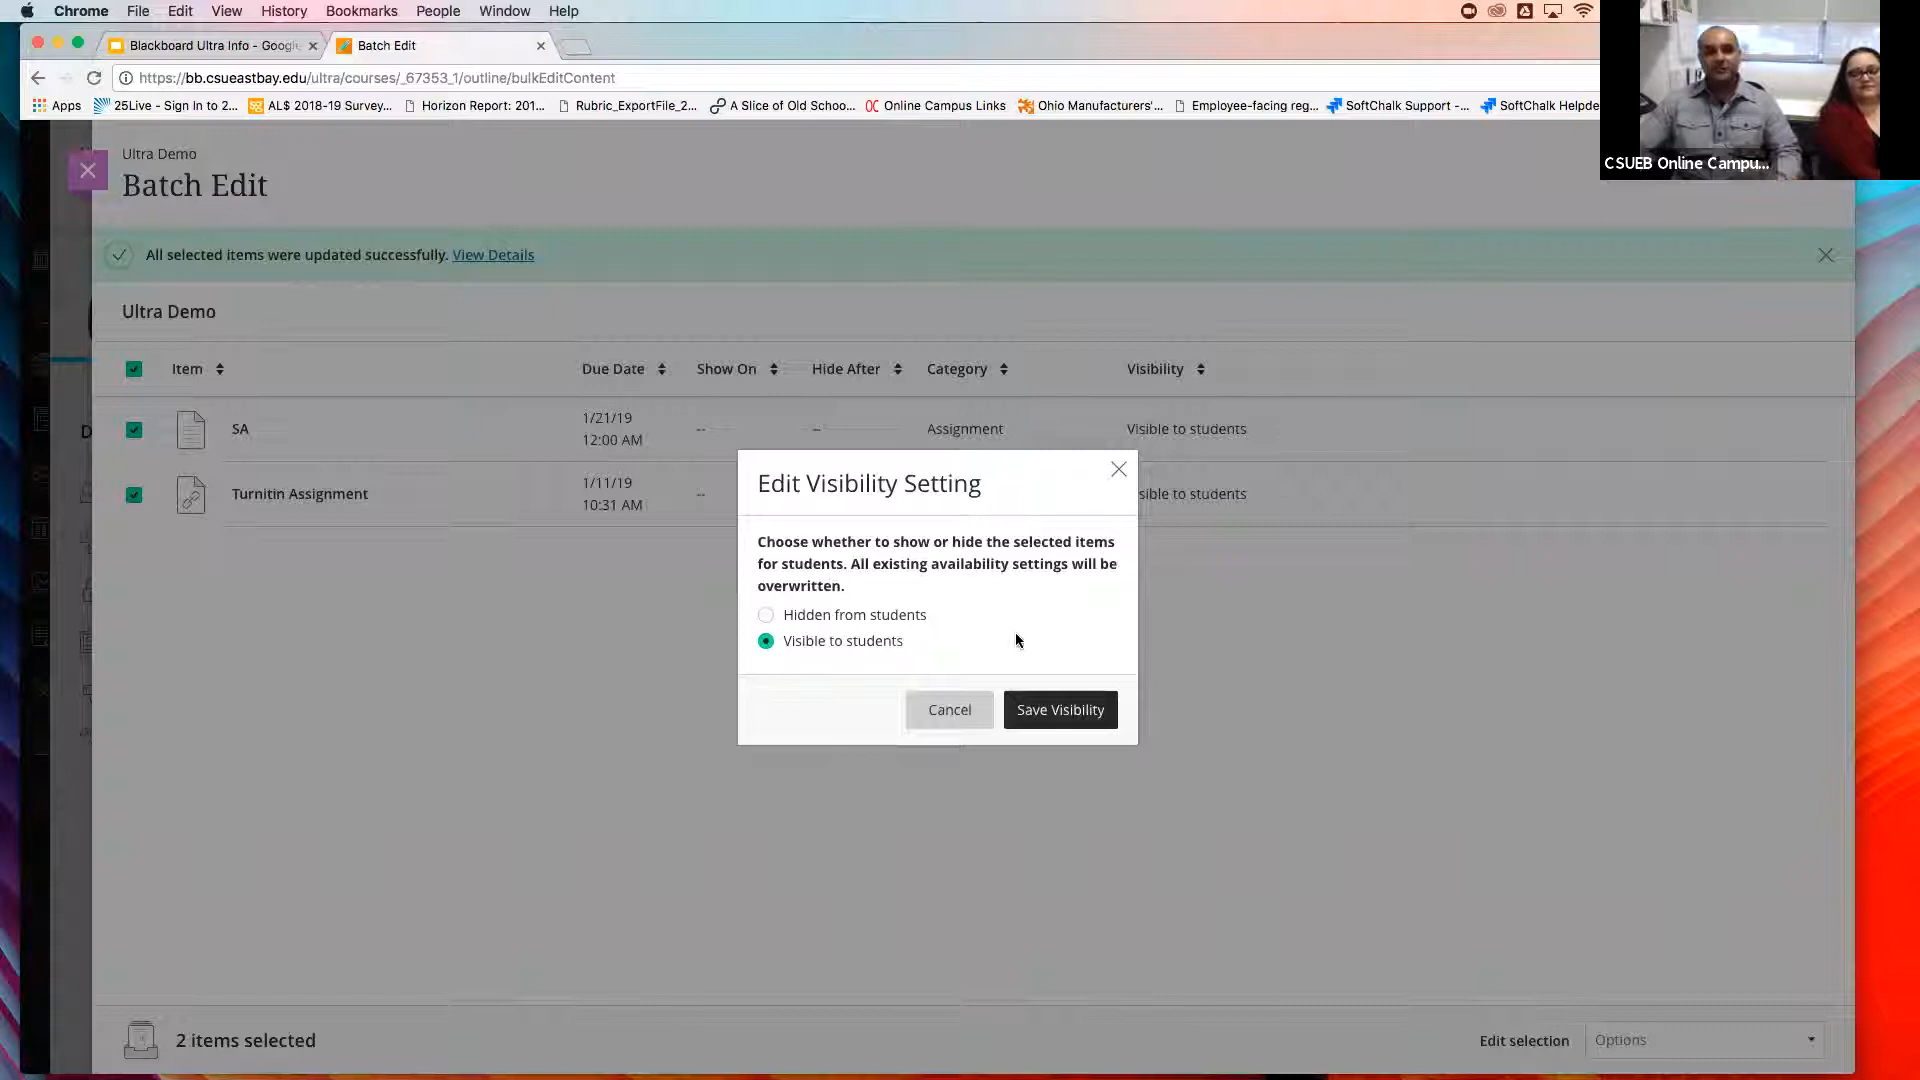 Chrome File Edit View History Bookmarks People Window Help
Blackboard Ultra Info - Google
Batch Edit
https://bb.csueastbay.edu/ultra/courses/_67353_1/outline/bulkEditContent
Apps 25Live - Sign In to 2... AL$ 2018-19 Survey... Horizon Report: 201... Rubric_ExportFile_2... A Slice of Old Schoo... Online Campus Links Ohio Manufacturers'... Employee-facing reg... SoftChalk Support -... SoftChalk Helpde
CSUEB Online Campu...
Ultra Demo
Batch Edit
All selected items were updated successfully. View Details
Ultra Demo
Item Due Date Show On Hide After Category Visibility
SA 1/21/19 12:00 AM -- -- Assignment Visible to students
Turnitin Assignment 1/11/19 10:31 AM -- sible to students
Edit Visibility Setting
Choose whether to show or hide the selected items
for students. All existing availability settings will be
overwritten.
Hidden from students
Visible to students
Cancel Save Visibility
2 items selected
Edit selection Options